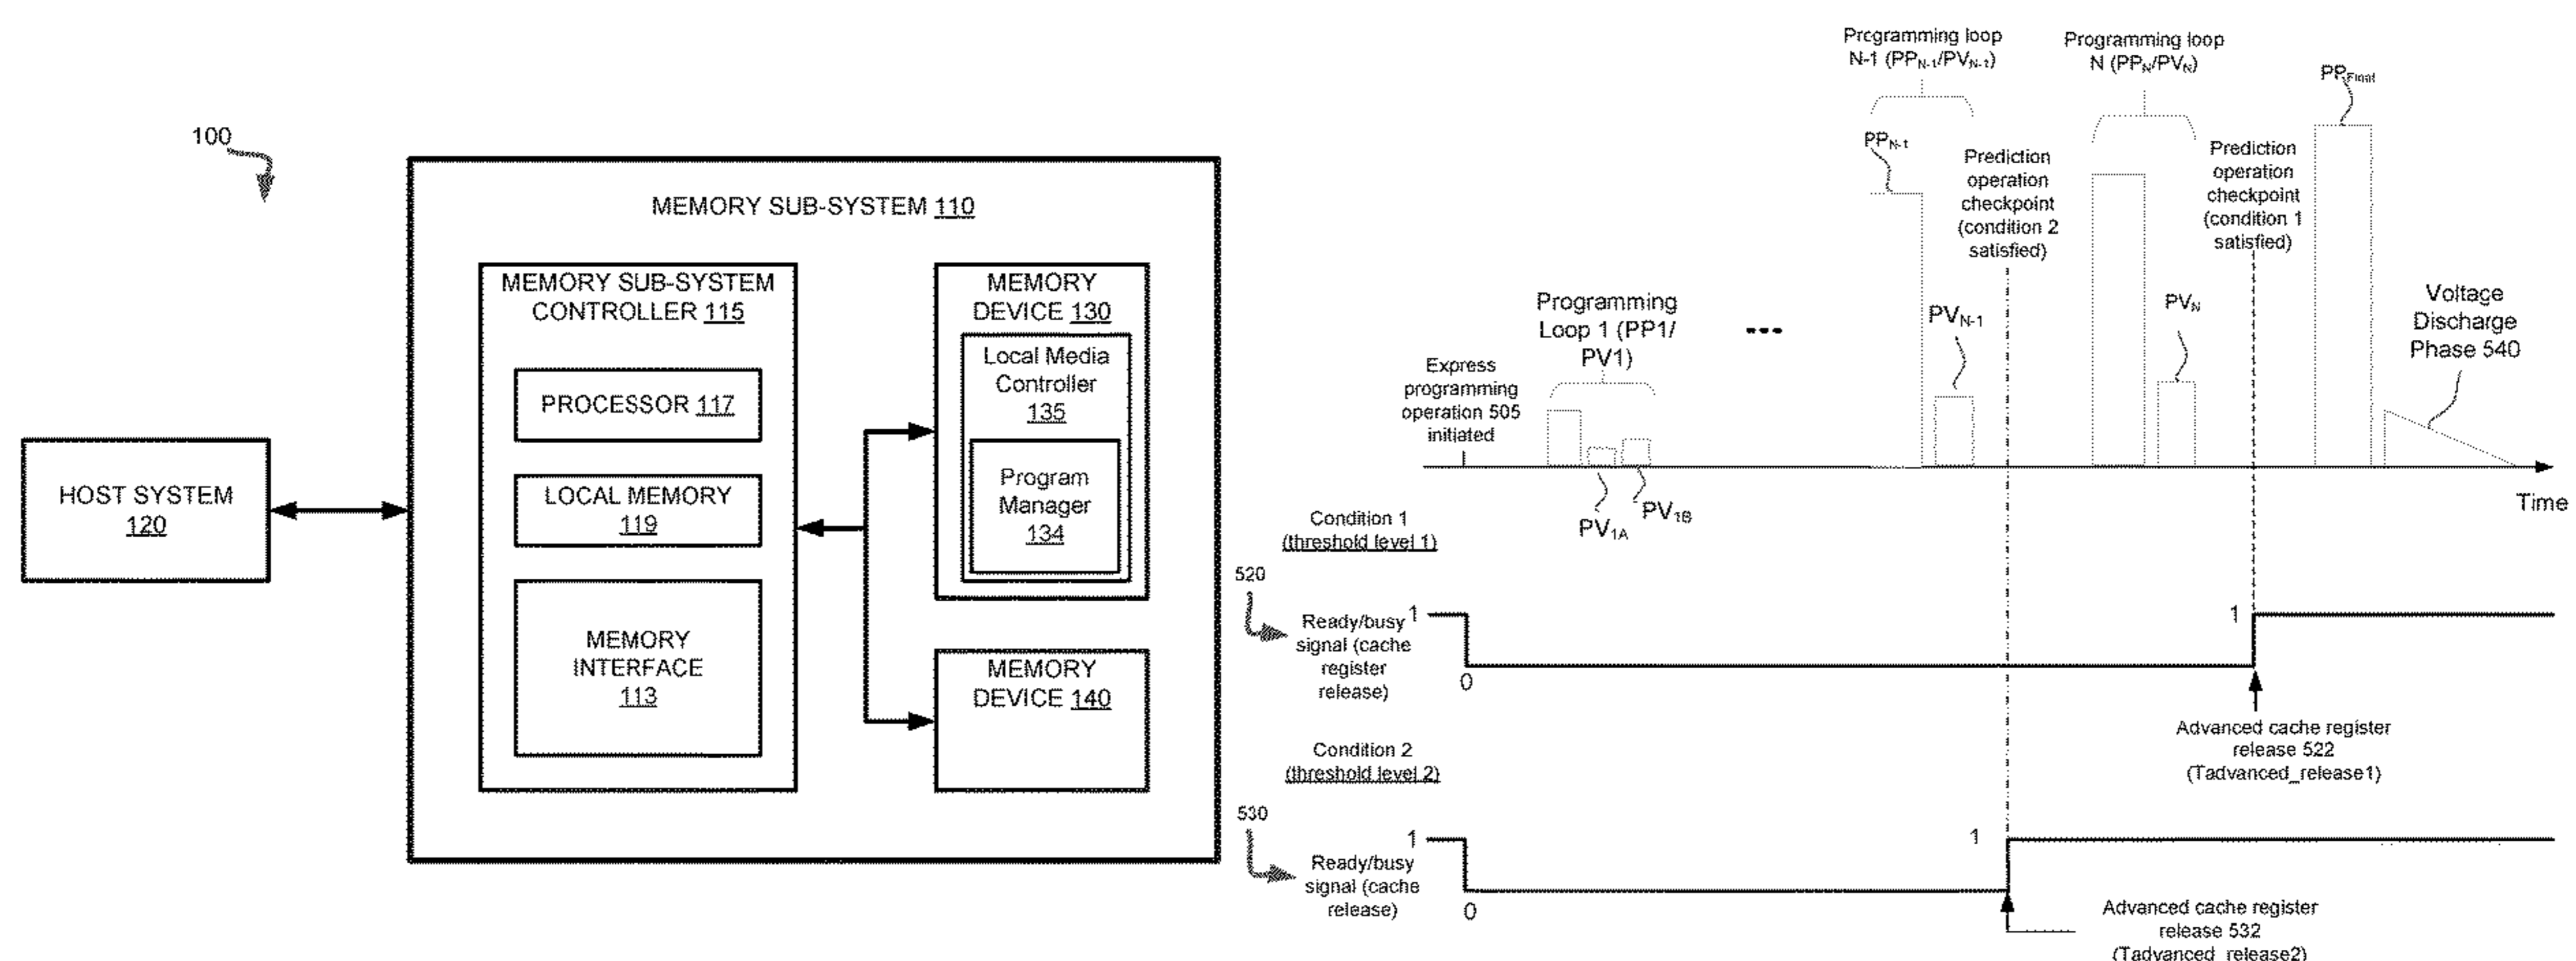 100
MEMORY SUB-SYSTEM 110
MEMORY SUB-SYSTEM
CONTROLLER 115
PROCESSOR 117
LOCAL MEMORY
119
MEMORY
INTERFACE
113
MEMORY
DEVICE 130
Local Media
Controller
135
Program
Manager
134
MEMORY
DEVICE 140
HOST SYSTEM
120
Programming loop
N-1 (PPN-1/PVN-1)
Programming loop
N (PPN/PVN)
PPFinal
PPN-1
Prediction
operation
checkpoint
(condition 2
satisfied)
Prediction
operation
checkpoint
(condition 1
satisfied)
Programming
Loop 1 (PP1/
PV1)
...
PVN-1
PVN
Voltage
Discharge
Phase 540
Express
programming
operation 505
initiated
PV1A
PV1B
Time
Condition 1
(threshold level 1)
520
Ready/busy
signal (cache
register
release)
1
0
1
Advanced cache register
release 522
(Tadvanced_release1)
Condition 2
(threshold level 2)
530
Ready/busy
signal (cache
release)
1
0
1
Advanced cache register
release 532
(Tadvanced_release2)